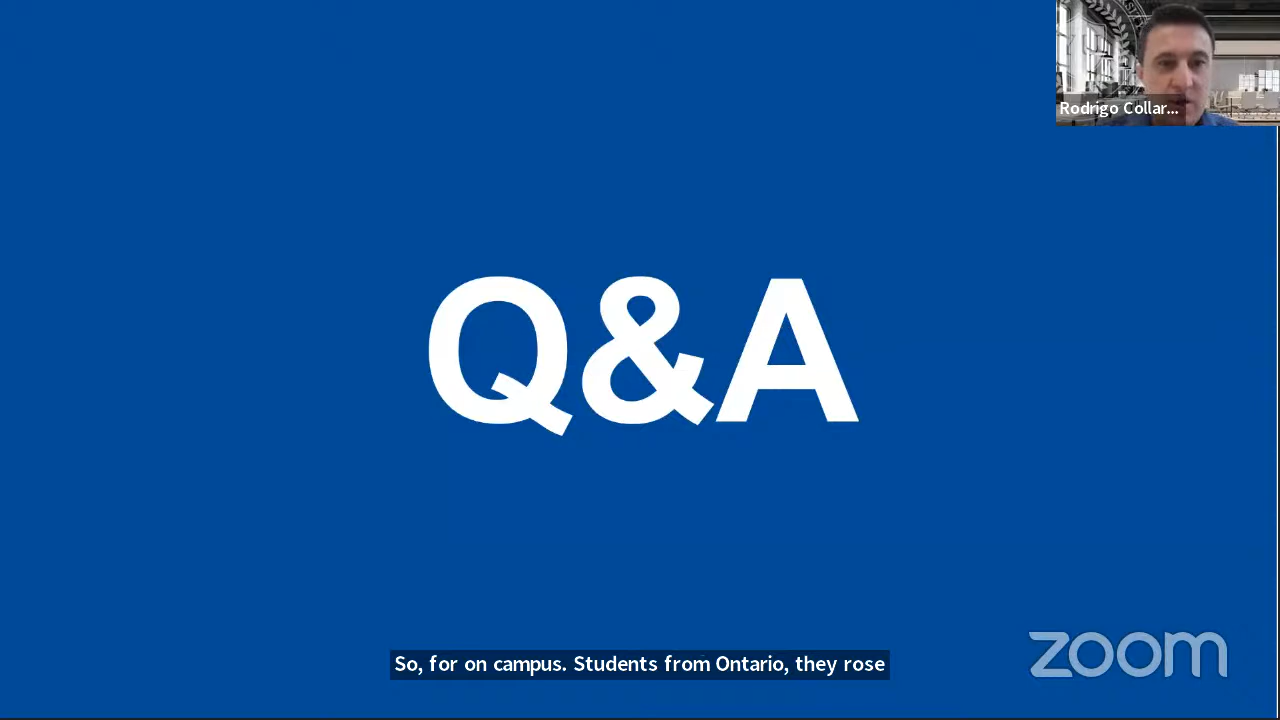 Rodrigo Collar...
Q&A
So, for on campus. Students from Ontario, they rose
zoom